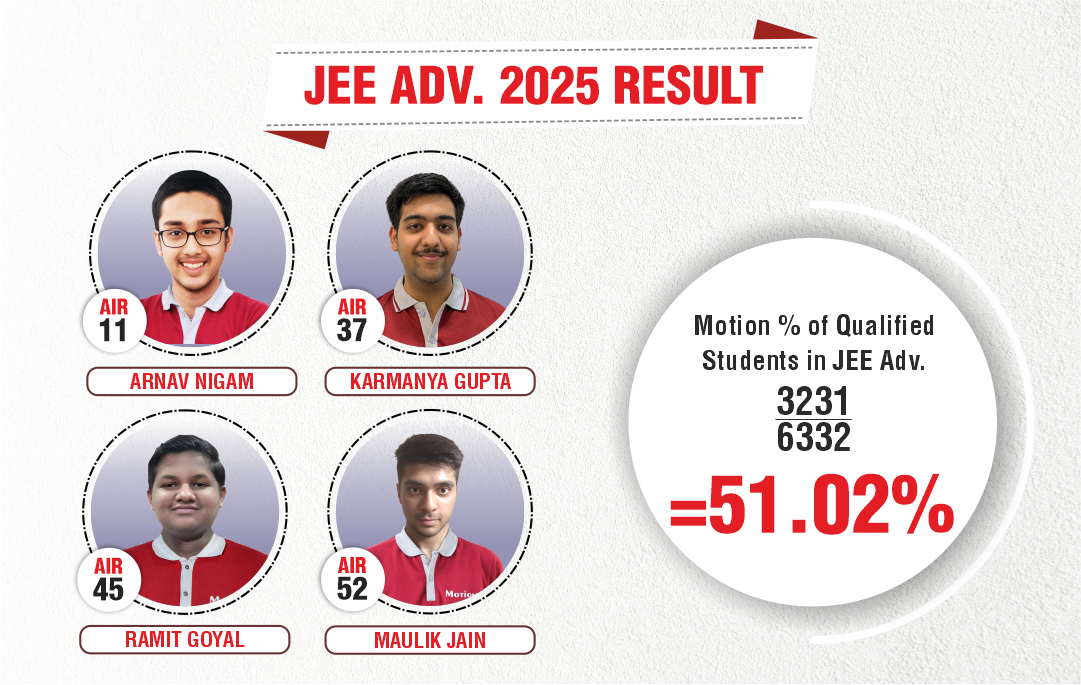 JEE ADV. 2025 RESULT
AIR
11
ARNAV NIGAM
AIR
37
KARMANYA GUPTA
AIR
45
RAMIT GOYAL
AIR
52
Motion
MAULIK JAIN
Motion % of Qualified
Students in JEE Adv.
3231
6332
=51.02%